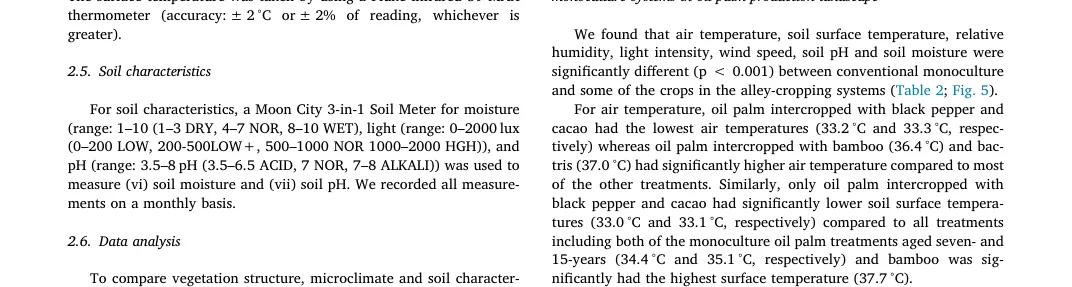 thermometer (accuracy: ± 2 °C or ± 2% of reading, whichever is
greater).
2.5. Soil characteristics
For soil characteristics, a Moon City 3-in-1 Soil Meter for moisture
(range: 1–10 (1–3 DRY, 4–7 NOR, 8–10 WET), light (range: 0–2000 lux
(0–200 LOW, 200-500LOW+, 500–1000 NOR 1000–2000 HGH)), and
pH (range: 3.5–8 pH (3.5–6.5 ACID, 7 NOR, 7–8 ALKALI)) was used to
measure (vi) soil moisture and (vii) soil pH. We recorded all measure-
ments on a monthly basis.
2.6. Data analysis
To compare vegetation structure, microclimate and soil character-
We found that air temperature, soil surface temperature, relative
humidity, light intensity, wind speed, soil pH and soil moisture were
significantly different (p < 0.001) between conventional monoculture
and some of the crops in the alley-cropping systems (Table 2; Fig. 5).
For air temperature, oil palm intercropped with black pepper and
cacao had the lowest air temperatures (33.2 °C and 33.3 °C, respec-
tively) whereas oil palm intercropped with bamboo (36.4 °C) and bac-
tris (37.0 °C) had significantly higher air temperature compared to most
of the other treatments. Similarly, only oil palm intercropped with
black pepper and cacao had significantly lower soil surface tempera-
tures (33.0 °C and 33.1 °C, respectively) compared to all treatments
including both of the monoculture oil palm treatments aged seven- and
15-years (34.4 °C and 35.1 °C, respectively) and bamboo was sig-
nificantly had the highest surface temperature (37.7 °C).